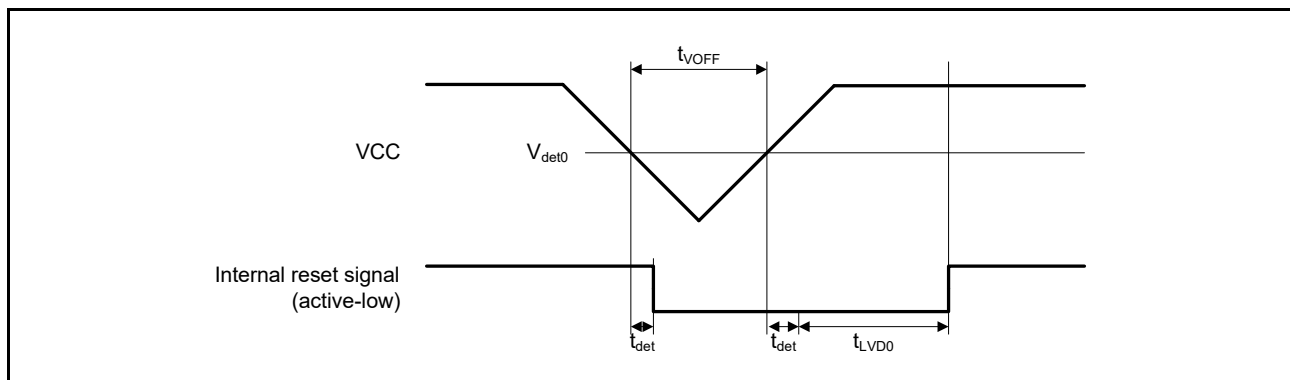 tVOFF
VCC
Vdet0
Internal reset signal
(active-low)
tdet
tdet
tLVD0